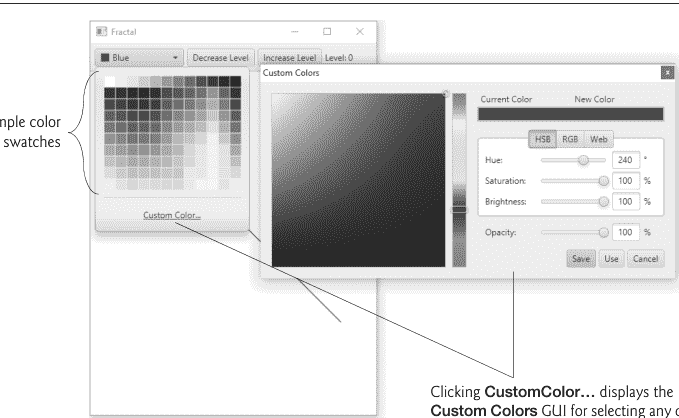 Fractal
Blue Decrease Level Increase Level Level: 0
Custom Colors
Current Color New Color
color
swatches
HSB RGB Web
Hue: 240 °
Saturation: 100 %
Brightness: 100 %
Custom Color...
Opacity: 100 %
Save Use Cancel
Clicking CustomColor... displays the
Custom Colors GUI for selecting any